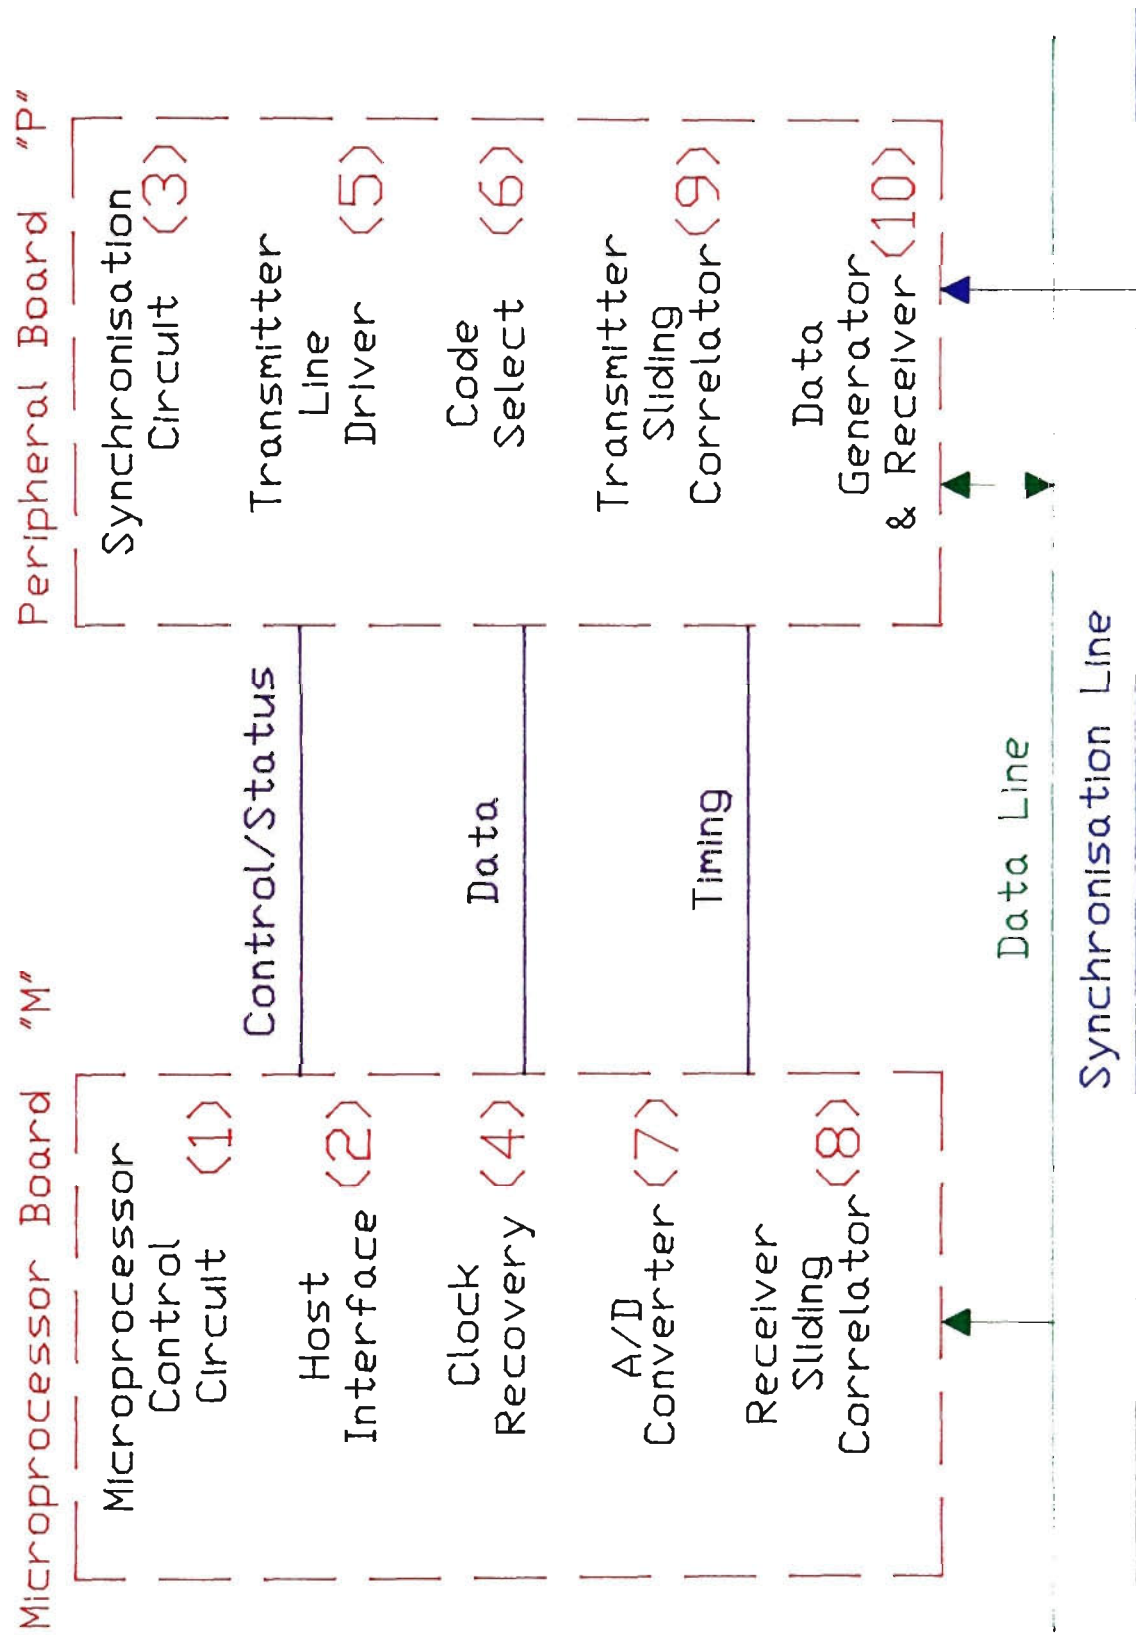 Microprocessor Board "M"
Microprocessor
Control
Circuit (1)
Host
Interface (2)
Clock
Recovery (4)
A/D
Converter (7)
Receiver
Sliding
Correlator (8)
Control/Status
Data
Timing
Peripheral Board "P"
Synchronisation
Circuit (3)
Transmitter
Line
Driver (5)
Code
Select (6)
Transmitter
Sliding
Correlator (9)
Data
Generator
& Receiver (10)
Data Line
Synchronisation Line